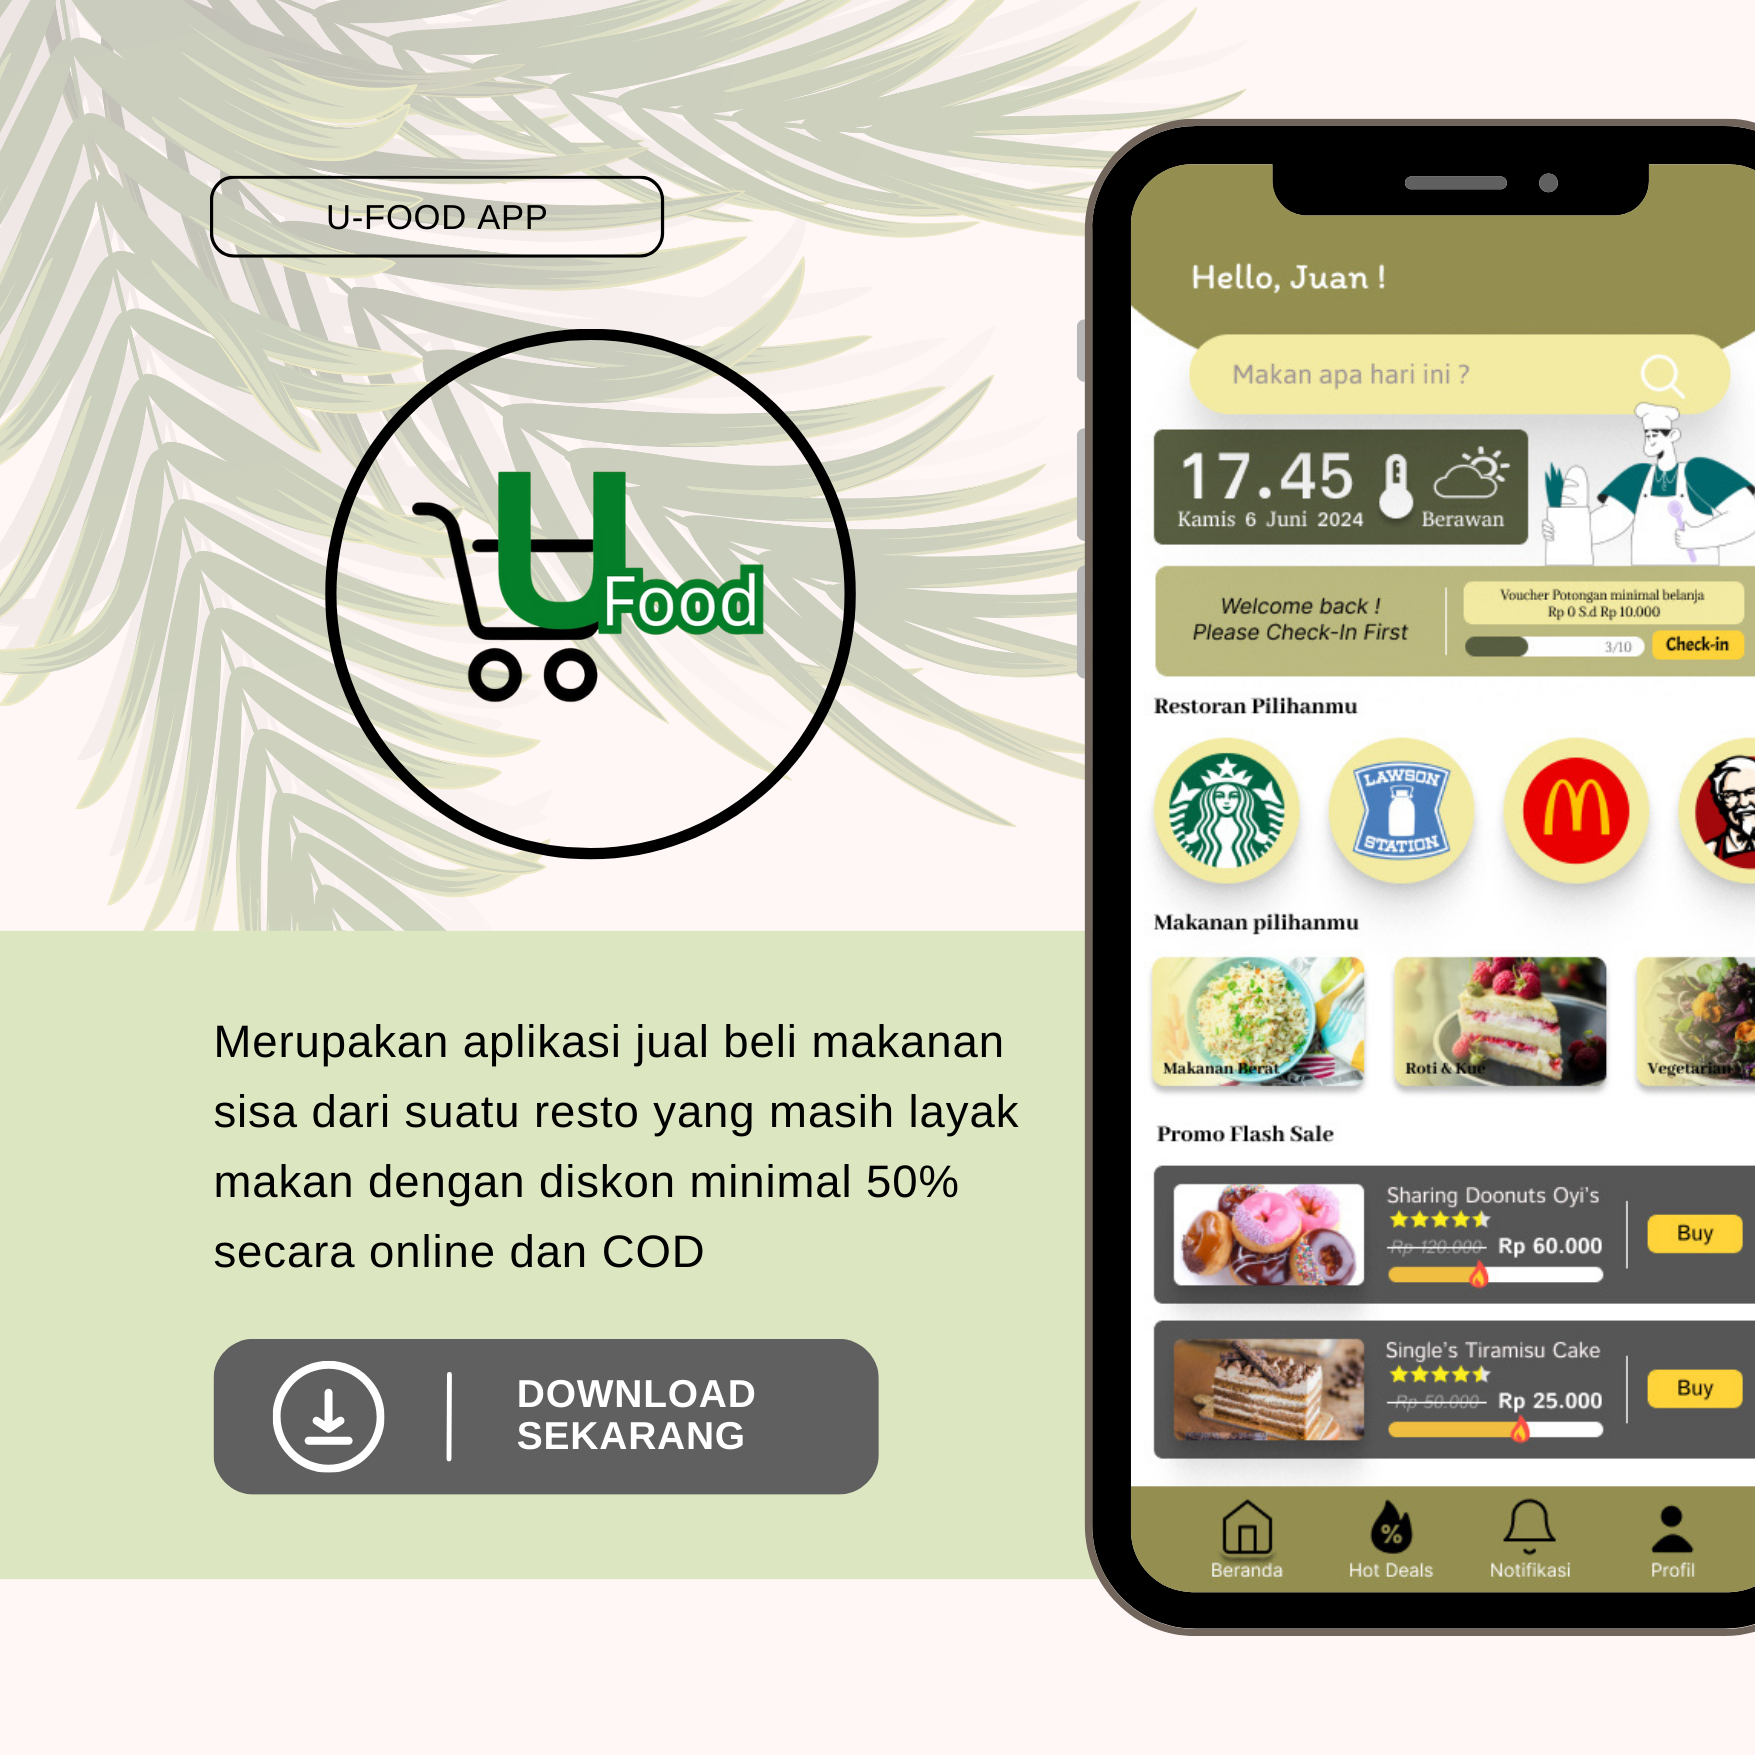 U-FOOD APP
U
Food
Merupakan aplikasi jual beli makanan
sisa dari suatu resto yang masih layak
makan dengan diskon minimal 50%
secara online dan COD
DOWNLOAD
SEKARANG
Hello, Juan !
Makan apa hari ini ?
17.45
Kamis 6 Juni 2024
Berawan
Welcome back !
Please Check-In First
Voucher Potongan minimal belanja
Rp 0 S.d Rp 10.000
3/10
Check-in
Restoran Pilihanmu
LAWSON
STATION
Makanan pilihanmu
Makanan Berat
Roti & Kue
Vegetarian
Promo Flash Sale
Sharing Doonuts Oyi's
Rp 120.000 Rp 60.000
Buy
Single's Tiramisu Cake
Rp 50.000 Rp 25.000
Buy
%
Beranda
Hot Deals
Notifikasi
Profil